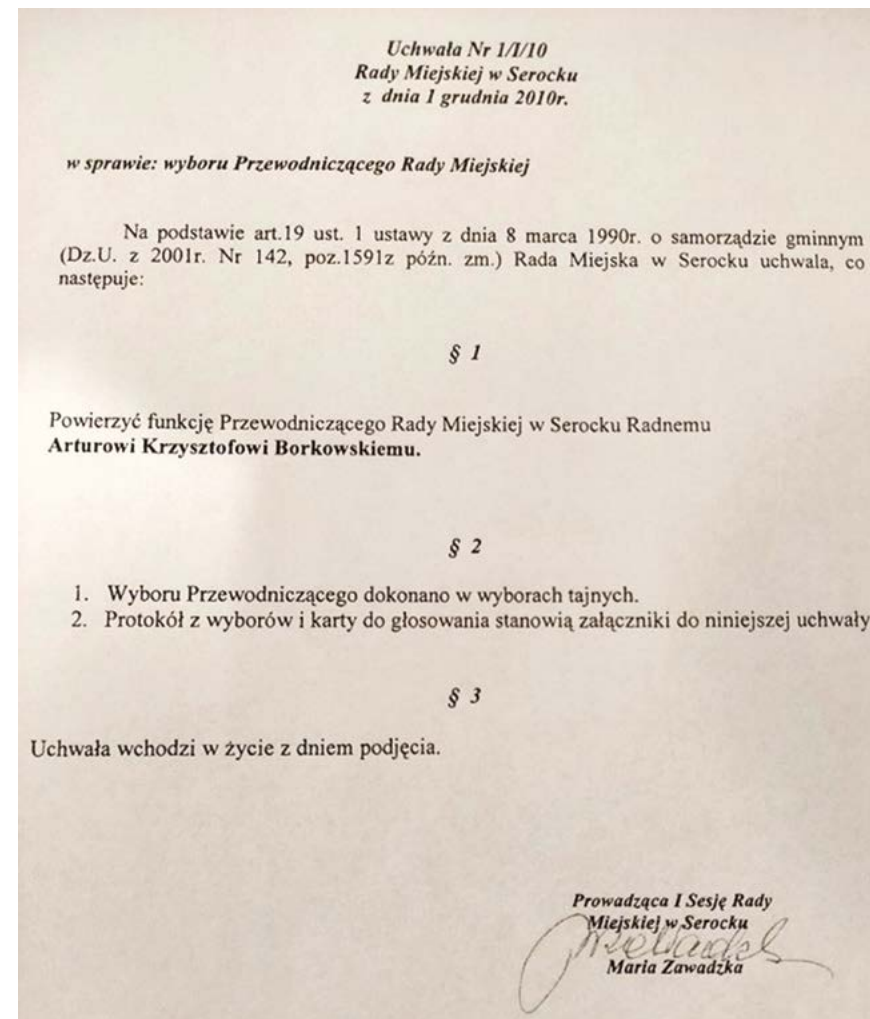 Uchwała Nr 1/I/10
Rady Miejskiej w Serocku
z dnia 1 grudnia 2010r.
w sprawie: wyboru Przewodniczącego Rady Miejskiej
Na podstawie art.19 ust. 1 ustawy z dnia 8 marca 1990r. o samorządzie gminnym
(Dz.U. z 2001r. Nr 142, poz.1591z późn. zm.) Rada Miejska w Serocku uchwala, co
następuje:
§ 1
Powierzyć funkcję Przewodniczącego Rady Miejskiej w Serocku Radnemu
Arturowi Krzysztofowi Borkowskiemu.
§ 2
1. Wyboru Przewodniczącego dokonano w wyborach tajnych.
2. Protokół z wyborów i karty do głosowania stanowią załączniki do niniejszej uchwały
§ 3
Uchwała wchodzi w życie z dniem podjęcia.
Prowadząca I Sesję Rady
Miejskiej w Serocku
Maria Zawadzka